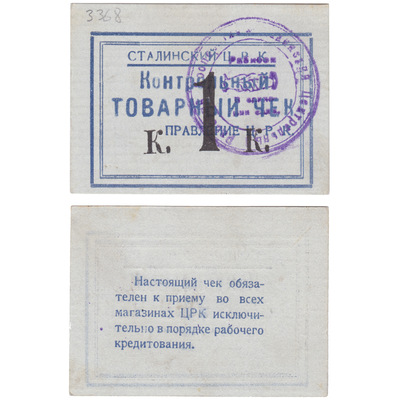 3368
СТАЛИНСКИЙ Ц. Р. К.
Контрольный
ТОВАРНЫЙ ЧЕК
ПРАВЛЕНИЕ Ц. Р. К.
К. 1 К.
Настоящий чек обяза-
телен к приему во всех
магазинах ЦРК исключи-
тельно в порядке рабочего
кредитования.